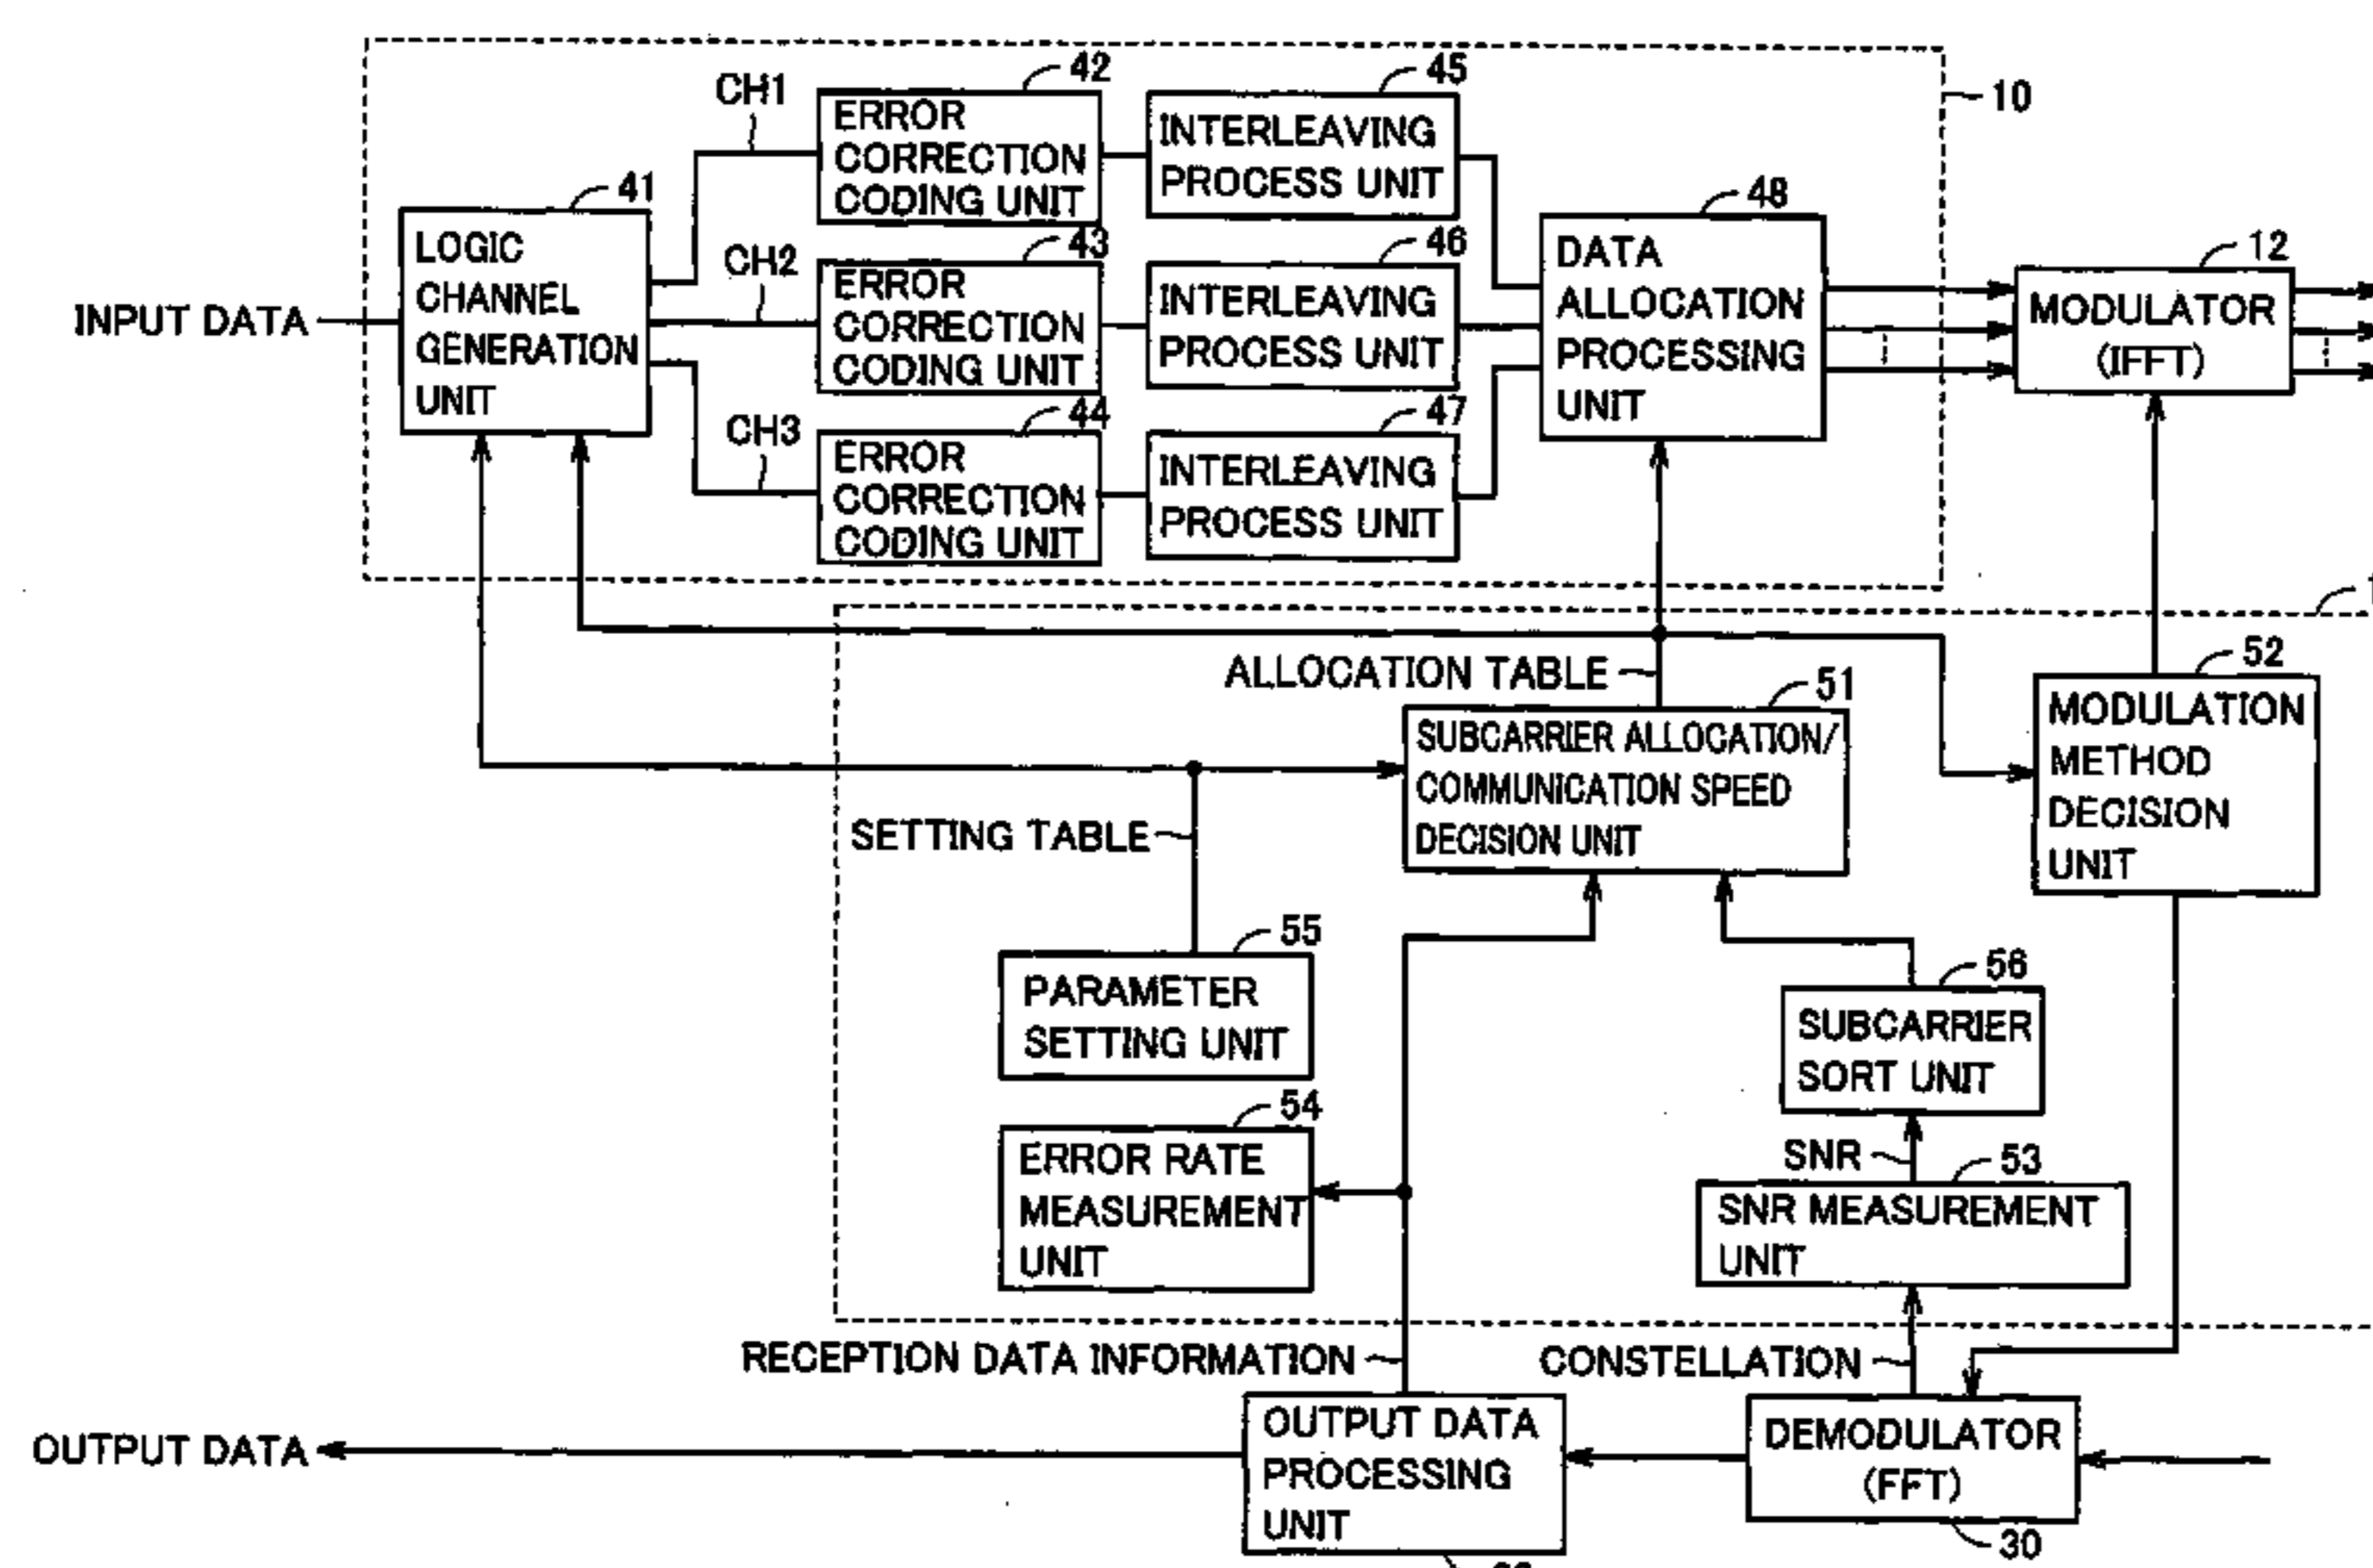 42
45
CH1
ERROR
CORRECTION
CODING UNIT
INTERLEAVING
PROCESS UNIT
10
41
LOGIC
CHANNEL
GENERATION
UNIT
INPUT DATA
43
46
CH2
ERROR
CORRECTION
CODING UNIT
INTERLEAVING
PROCESS UNIT
48
DATA
ALLOCATION
PROCESSING
UNIT
12
MODULATOR
(IFFT)
44
47
CH3
ERROR
CORRECTION
CODING UNIT
INTERLEAVING
PROCESS UNIT
ALLOCATION TABLE
51
SUBCARRIER ALLOCATION/
COMMUNICATION SPEED
DECISION UNIT
52
MODULATION
METHOD
DECISION
UNIT
SETTING TABLE
55
PARAMETER
SETTING UNIT
56
SUBCARRIER
SORT UNIT
54
ERROR RATE
MEASUREMENT
UNIT
SNR
53
SNR MEASUREMENT
UNIT
RECEPTION DATA INFORMATION
CONSTELLATION
OUTPUT DATA
OUTPUT DATA
PROCESSING
UNIT
DEMODULATOR
(FFT)
30